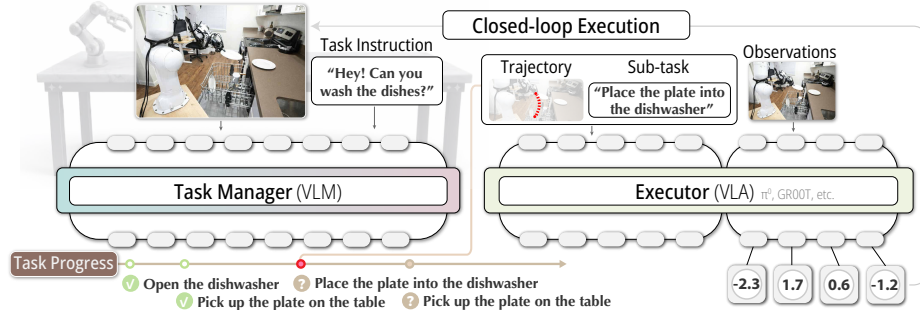 Closed-loop Execution
Task Instruction
“Hey! Can you
wash the dishes?”
Trajectory
Sub-task
“Place the plate into
the dishwasher”
Observations
Task Manager (VLM)
Executor (VLA) π⁰, GR00T, etc.
Task Progress
Open the dishwasher
? Place the plate into the dishwasher
Pick up the plate on the table
? Pick up the plate on the table
-2.3
1.7
0.6
-1.2